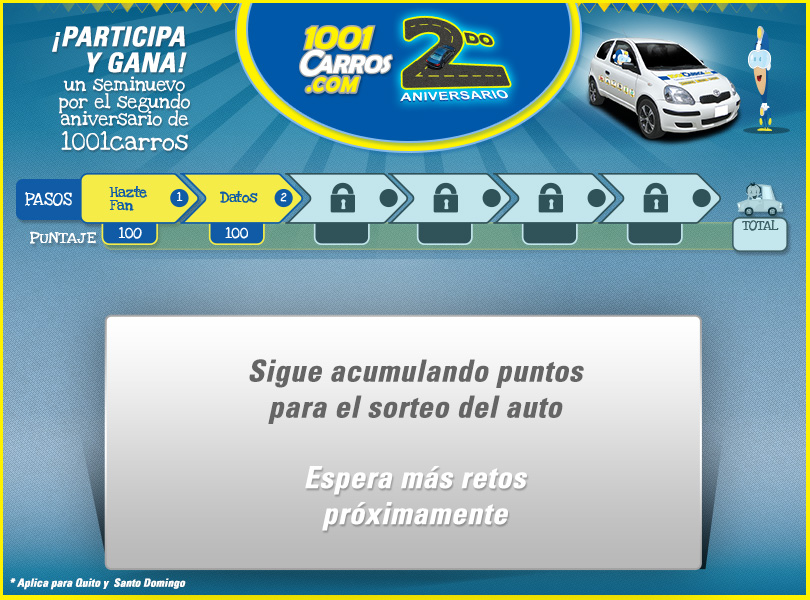 ¡PARTICIPA
Y GANA!
un seminuevo
por el segundo
aniversario de
1001carros
1001
CARROS
.COM
2DO
ANIVERSARIO
PASOS
Hazte
Fan
1
Datos
2
PUNTAJE
100
100
TOTAL
Sigue acumulando puntos
para el sorteo del auto
Espera más retos
próximamente
* Aplica para Quito y Santo Domingo